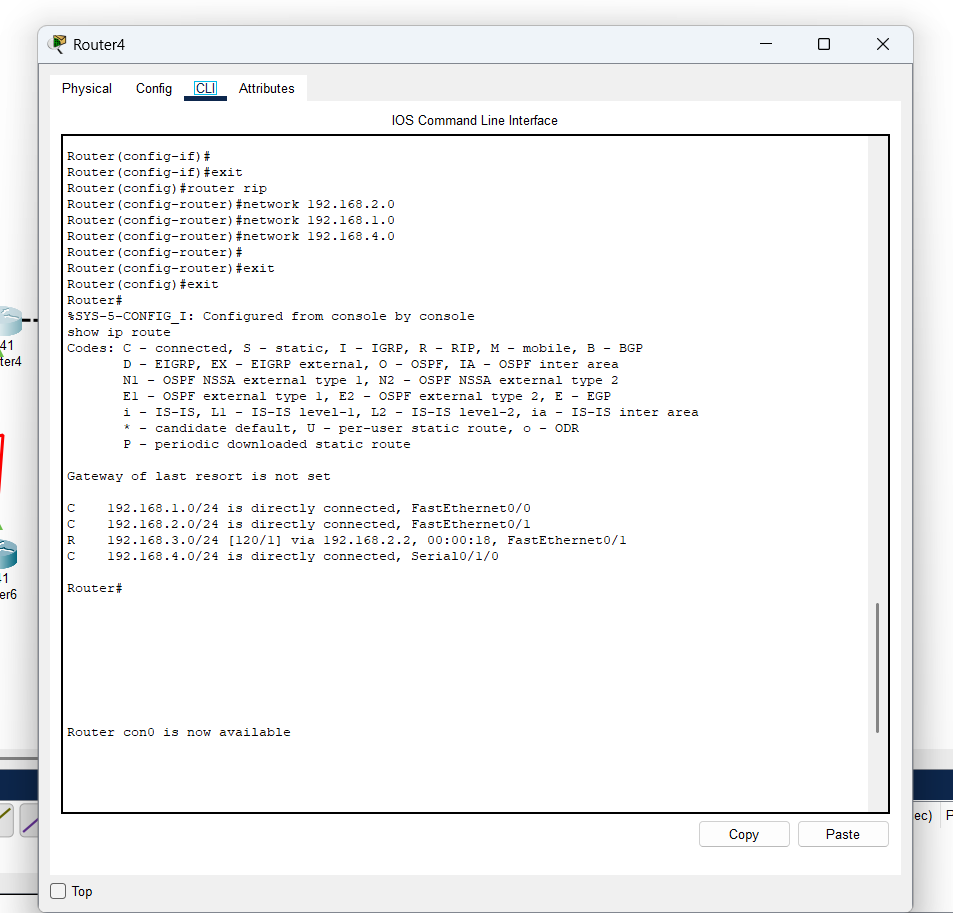 Router4
Physical Config CLI Attributes
IOS Command Line Interface
Router(config-if)#
Router(config-if)#exit
Router(config)#router rip
Router(config-router)#network 192.168.2.0
Router(config-router)#network 192.168.1.0
Router(config-router)#network 192.168.4.0
Router(config-router)#
Router(config-router)#exit
Router(config)#exit
Router#
%SYS-5-CONFIG_I: Configured from console by console
show ip route
Codes: C - connected, S - static, I - IGRP, R - RIP, M - mobile, B - BGP
D - EIGRP, EX - EIGRP external, O - OSPF, IA - OSPF inter area
N1 - OSPF NSSA external type 1, N2 - OSPF NSSA external type 2
E1 - OSPF external type 1, E2 - OSPF external type 2, E - EGP
i - IS-IS, L1 - IS-IS level-1, L2 - IS-IS level-2, ia - IS-IS inter area
* - candidate default, U - per-user static route, o - ODR
P - periodic downloaded static route
Gateway of last resort is not set
C 192.168.1.0/24 is directly connected, FastEthernet0/0
C 192.168.2.0/24 is directly connected, FastEthernet0/1
R 192.168.3.0/24 [120/1] via 192.168.2.2, 00:00:18, FastEthernet0/1
C 192.168.4.0/24 is directly connected, Serial0/1/0
Router#
Router con0 is now available
Copy Paste
Top
41
ter4
1
er6
ec)